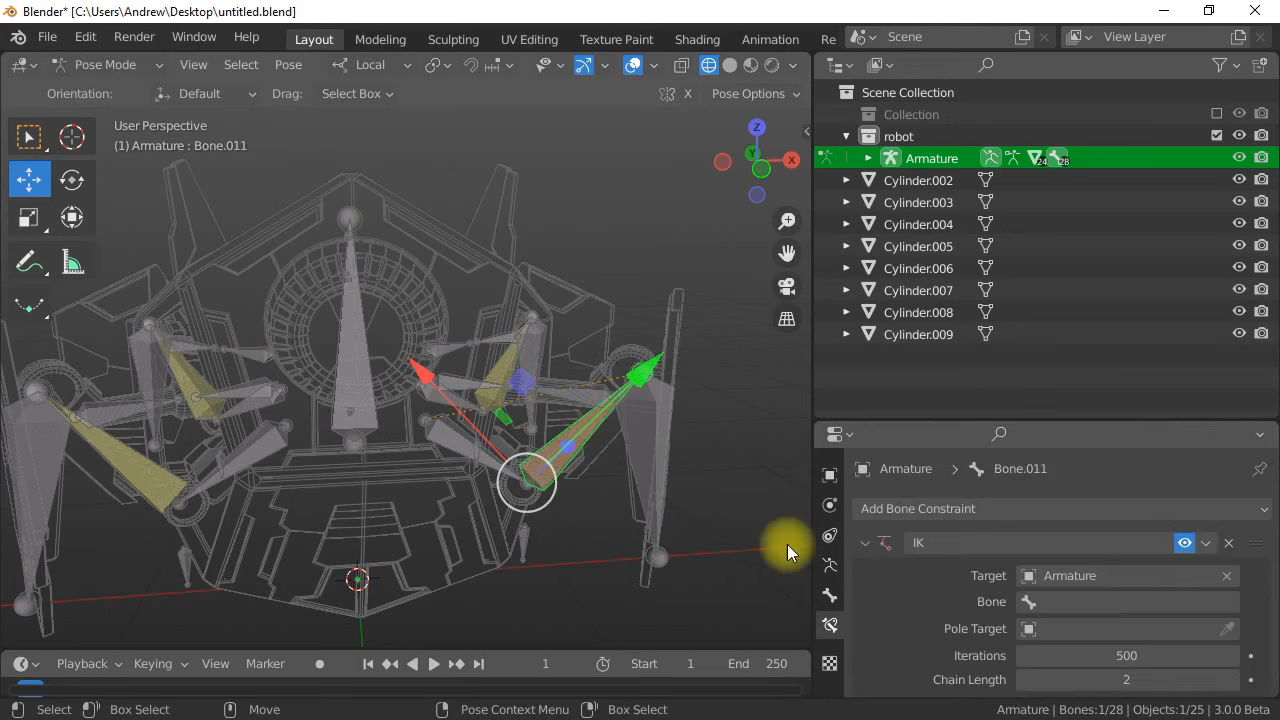 Blender* [C:\Users\Andrew\Desktop\untitled.blend]
File Edit Render Window Help Layout Modeling Sculpting UV Editing Texture Paint Shading Animation Re Scene View Layer
Pose Mode View Select Pose Local
Orientation: Default Drag: Select Box X Pose Options
User Perspective
(1) Armature : Bone.011
Z
Y
X
Scene Collection
Collection
robot
Armature 24 28
Cylinder.002
Cylinder.003
Cylinder.004
Cylinder.005
Cylinder.006
Cylinder.007
Cylinder.008
Cylinder.009
Armature > Bone.011
Add Bone Constraint
IK
Target Armature
Bone
Pole Target
Iterations 500
Chain Length 2
Playback Keying View Marker 1 Start 1 End 250
Select Box Select Move Pose Context Menu Box Select Armature | Bones:1/28 | Objects:1/25 | 3.0.0 Beta